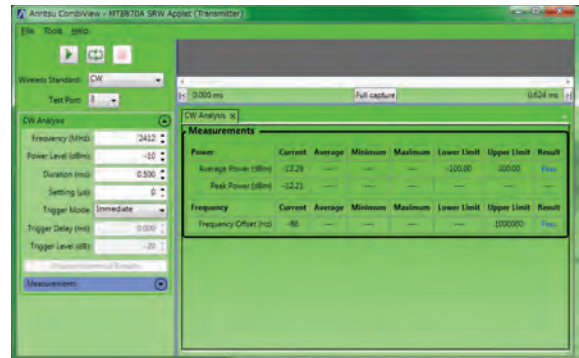 Anritsu CombiView - MT8870A SRW Applet (Transmitter)
File Tools Help
Wireless Standard: CW
Test Port: 3
0.000 ms Full capture 0.624 ms
CW Analysis
Frequency (MHz) 2412
Power Level (dBm) -10
Duration (ms) 0.500
Settling (µs) 0
Trigger Mode Immediate
Trigger Delay (ms) 0.000
Trigger Level (dB) -20
Measurements
CW Analysis x
Measurements
Power Current Average Minimum Maximum Lower Limit Upper Limit Result
Average Power (dBm) -12.29 --- --- --- -100.00 100.00 Pass
Peak Power (dBm) -12.21 --- --- --- --- --- ---
Frequency Current Average Minimum Maximum Lower Limit Upper Limit Result
Frequency Offset (Hz) --- --- --- --- 1000000 Pass